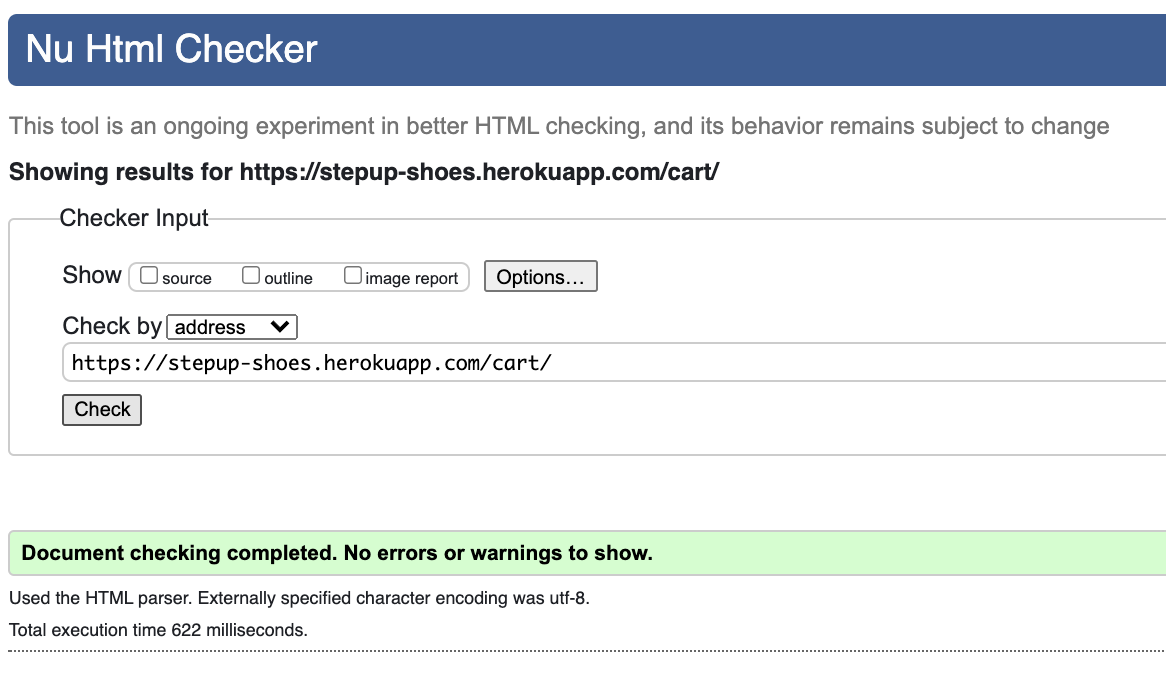 Nu Html Checker
This tool is an ongoing experiment in better HTML checking, and its behavior remains subject to change
Showing results for https://stepup-shoes.herokuapp.com/cart/
Checker Input
Show source outline image report Options...
Check by address
https://stepup-shoes.herokuapp.com/cart/
Check
Document checking completed. No errors or warnings to show.
Used the HTML parser. Externally specified character encoding was utf-8.
Total execution time 622 milliseconds.